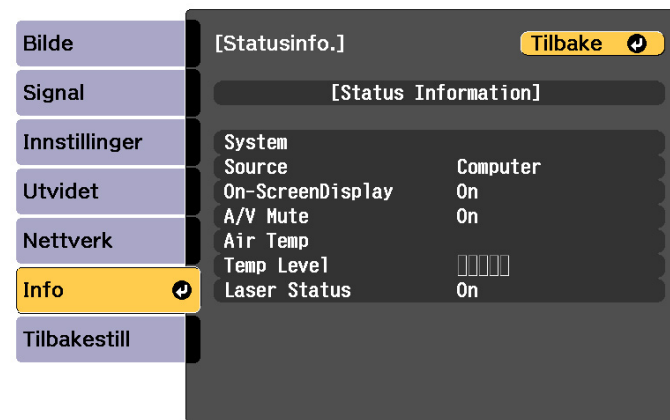 Bilde
Signal
Innstillinger
Utvidet
Nettverk
Info
Tilbakestill
[Statusinfo.]
Tilbake
[Status Information]
System
Source Computer
On-ScreenDisplay On
A/V Mute On
Air Temp
Temp Level
Laser Status On